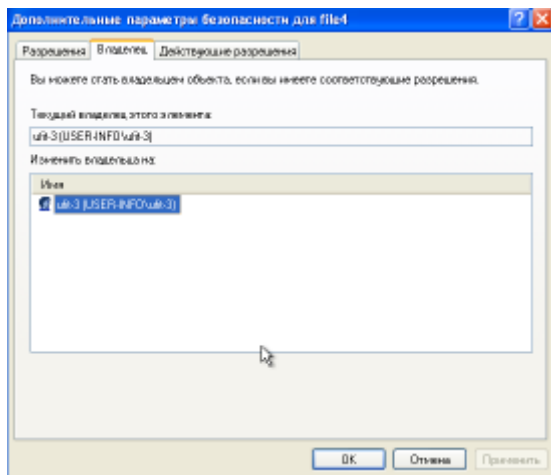 Дополнительные параметры безопасности для file4
Разрешения Владелец Действующие разрешения
Вы можете стать владельцем объекта, если вы имеете соответствующие разрешения.
Текущий владелец этого элемента:
Изменить владельца на:
Имя
OK Отмена Применить